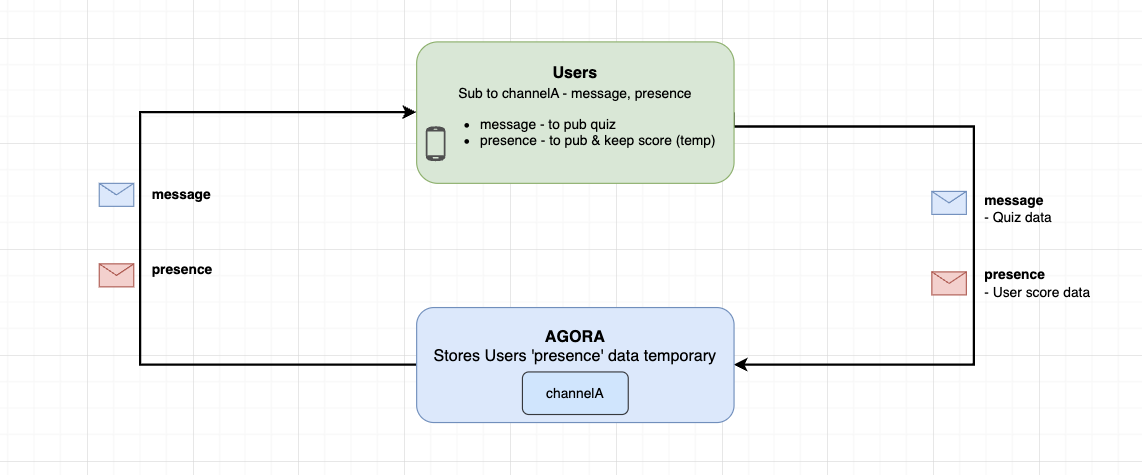 Users
Sub to channelA - message, presence
• message - to pub quiz
• presence - to pub & keep score (temp)
message
presence
message
- Quiz data
presence
- User score data
AGORA
Stores Users 'presence' data temporary
channelA